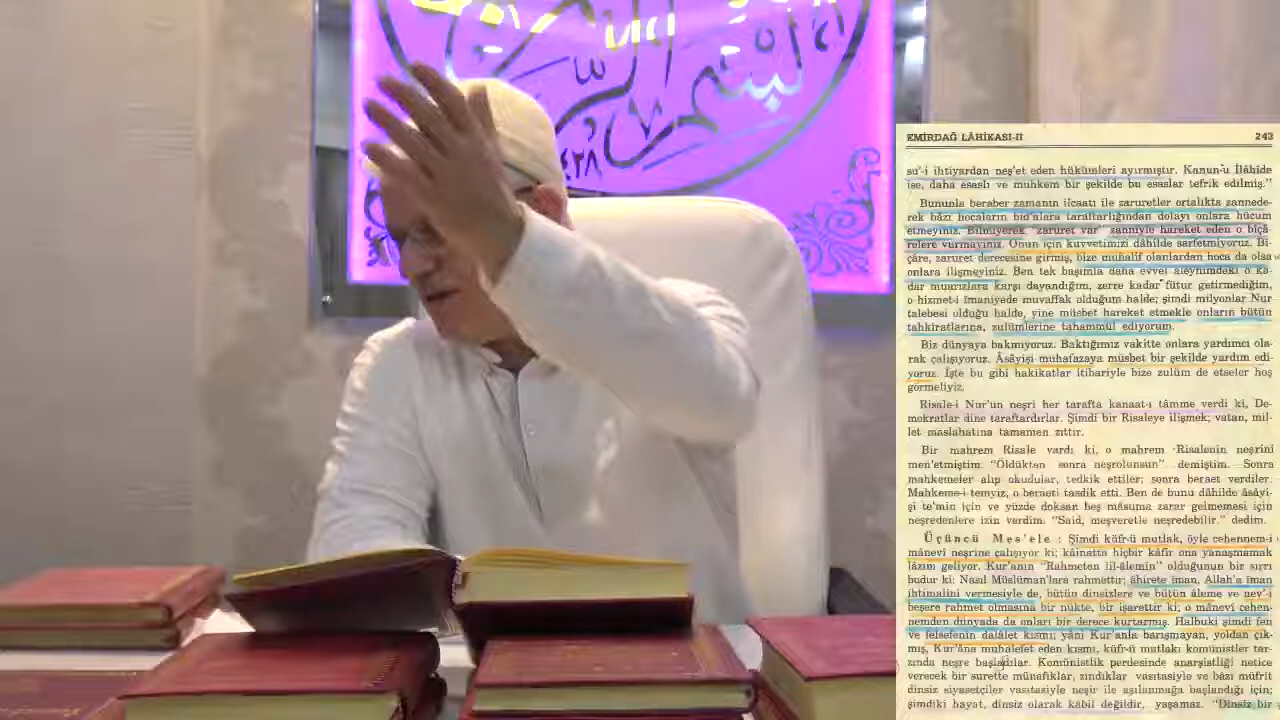 بسم
الر
٤٢٨
EMİRDAĞ LÂHİKASI-II 243
su'-i ihtiyardan neş'et eden hükümleri ayırmıştır. Kanun-u İlâhîde
ise, daha esaslı ve muhkem bir şekilde bu esaslar tefrik edilmiş."
Bununla beraber zamanın ilcaatı ile zaruretler ortalıkta zannede-
rek bâzı hocaların bid'alara taraftarlığından dolayı onlara hücum
etmeyiniz. Bilmiyerek "zaruret var" zanniyle hareket eden o biçâ-
relere vurmayınız. Onun için kuvvetimizi dâhilde sarfetmiyoruz. Bi-
çâre, zaruret derecesine girmiş, bize muhalif olanlardan hoca da olsa
onlara ilişmeyiniz. Ben tek başımla daha evvel aleyhimdeki o ka-
dar muarızlara karşı dayandığım, zerre kadar fütur getirmediğim,
o hizmet-i îmaniyede muvaffak olduğum halde; şimdi milyonlar Nur
talebesi olduğu halde, yine müsbet hareket etmekle onların bütün
tahkiratlarına, zulümlerine tahammül ediyorum.
Biz dünyaya bakmıyoruz. Baktığımız vakitte onlara yardımcı ola-
rak çalışıyoruz. Âsâyişi muhafazaya müsbet bir şekilde yardım edi-
yoruz. İşte bu gibi hakikatlar itibariyle bize zulüm de etseler hoş
görmeliyiz.
Risale-i Nur'un neşri her tarafta kanaat-ı tâmme verdi ki, De-
mokratlar dine taraftardırlar. Şimdi bir Risaleye ilişmek; vatan, mil-
let maslahatına tamamen zıttır.
Bir mahrem Risale vardı ki, o mahrem Risalenin neşrini
men'etmiştim. "Öldükten sonra neşrolunsun" demiştim. Sonra
mahkemeler alıp okudular, tedkik ettiler; sonra beraet verdiler.
Mahkeme-i temyiz, o beraeti tasdik etti. Ben de bunu dâhilde âsâyi-
şi te'min için ve yüzde doksan beş mâsuma zarar gelmemesi için
neşredenlere izin verdim. "Said, meşveretle neşredebilir." dedim.
Üçüncü Mes'ele : Şimdi küfr-ü mutlak, öyle cehennem-i
mânevî neşrine çalışıyor ki; kâinatta hiçbir kâfir ona yanaşmamak
lâzım geliyor. Kur'anın "Rahmeten lil-âlemîn" olduğunun bir sırrı
budur ki: Nasıl Müslüman'lara rahmettir; âhirete îman, Allah'a îman
ihtimalini vermesiyle de, bütün dinsizlere ve bütün âleme ve nev'-i
beşere rahmet olmasına bir nükte, bir işarettir ki; o mânevî cehen-
nemden dünyada da onları bir derece kurtarmış. Halbuki şimdi fen
ve felsefenin dalâlet kısmı; yâni Kur'anla barışmayan, yoldan çık-
mış, Kur'âna muhalefet eden kısmı, küfr-ü mutlakı komünistler tar-
zında neşre başladılar. Komünistlik perdesinde anarşistliği netice
verecek bir surette münafıklar, zındıklar vasıtasiyle ve bâzı müfrit
dinsiz siyasetçiler vasıtasiyle neşir ile aşılanmağa başlandığı için;
şimdiki hayat, dinsiz olarak kâbil değildir, yaşamaz. "Dinsiz bir